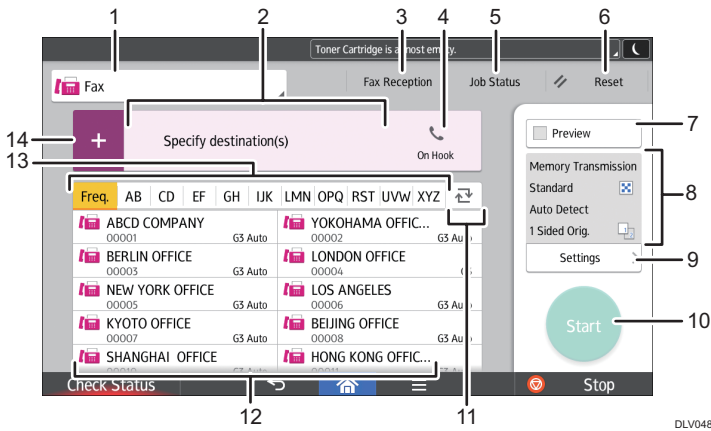 1 2 3 4 5 6
Toner Cartridge is almost empty.
Fax
Fax Reception
Job Status
Reset
14
+
Specify destination(s)
On Hook
Preview
7
13
Memory Transmission
Standard
8
Auto Detect
1 Sided Orig.
Freq. AB CD EF GH IJK LMN OPQ RST UVW XYZ
ABCD COMPANY
00001 G3 Auto
YOKOHAMA OFFIC...
00002 G3 Auto
Settings
9
BERLIN OFFICE
00003 G3 Auto
LONDON OFFICE
00004
NEW YORK OFFICE
00005 G3 Auto
LOS ANGELES
00006 G3 Auto
Start
10
KYOTO OFFICE
00007 G3 Auto
BEIJING OFFICE
00008 G3 Auto
SHANGHAI OFFICE
HONG KONG OFFIC...
Check Status
Stop
12 11
DLV048